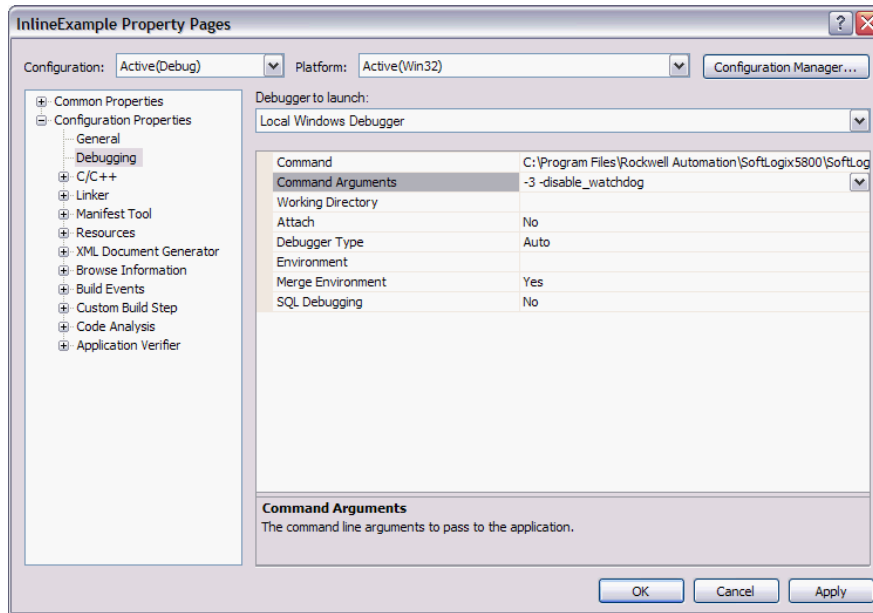 InlineExample Property Pages
Configuration: Active(Debug) Platform: Active(Win32) Configuration Manager...
Common Properties
Configuration Properties
General
Debugging
C/C++
Linker
Manifest Tool
Resources
XML Document Generator
Browse Information
Build Events
Custom Build Step
Code Analysis
Application Verifier
Debugger to launch:
Local Windows Debugger
Command C:\Program Files\Rockwell Automation\SoftLogix5800\SoftLog
Command Arguments -3 -disable_watchdog
Working Directory
Attach No
Debugger Type Auto
Environment
Merge Environment Yes
SQL Debugging No
Command Arguments
The command line arguments to pass to the application.
OK Cancel Apply